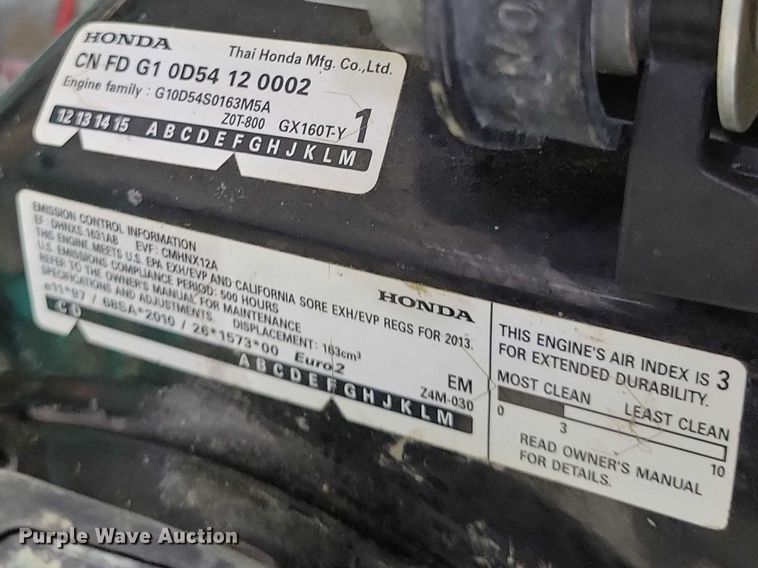 HONDA Thai Honda Mfg. Co.,Ltd.
CN FD G1 0D54 12 0002
Engine family : G10D54S0163M5A
Z0T-800 GX160T-Y 1
12 13 14 15 A B C D E F G H J K L M
EMISSION CONTROL INFORMATION
EF: DHNXS.1631AB EVF: CMHNX12A
THIS ENGINE MEETS U.S. EPA EXH/EVP AND CALIFORNIA SORE EXH/EVP REGS FOR 2013.
U.S. EMISSIONS COMPLIANCE PERIOD: 500 HOURS
REFER TO THE OWNER'S MANUAL FOR MAINTENANCE
SPECIFICATIONS AND ADJUSTMENTS. DISPLACEMENT: 163cm³
e11*97 / 68SA*2010 / 26*1573*00 Euro2
HONDA
EM
Z4M-030
C D A B C D E F G H J K L M
THIS ENGINE'S AIR INDEX IS 3
FOR EXTENDED DURABILITY.
MOST CLEAN LEAST CLEAN
0 3 10
READ OWNER'S MANUAL
FOR DETAILS.
Purple Wave Auction